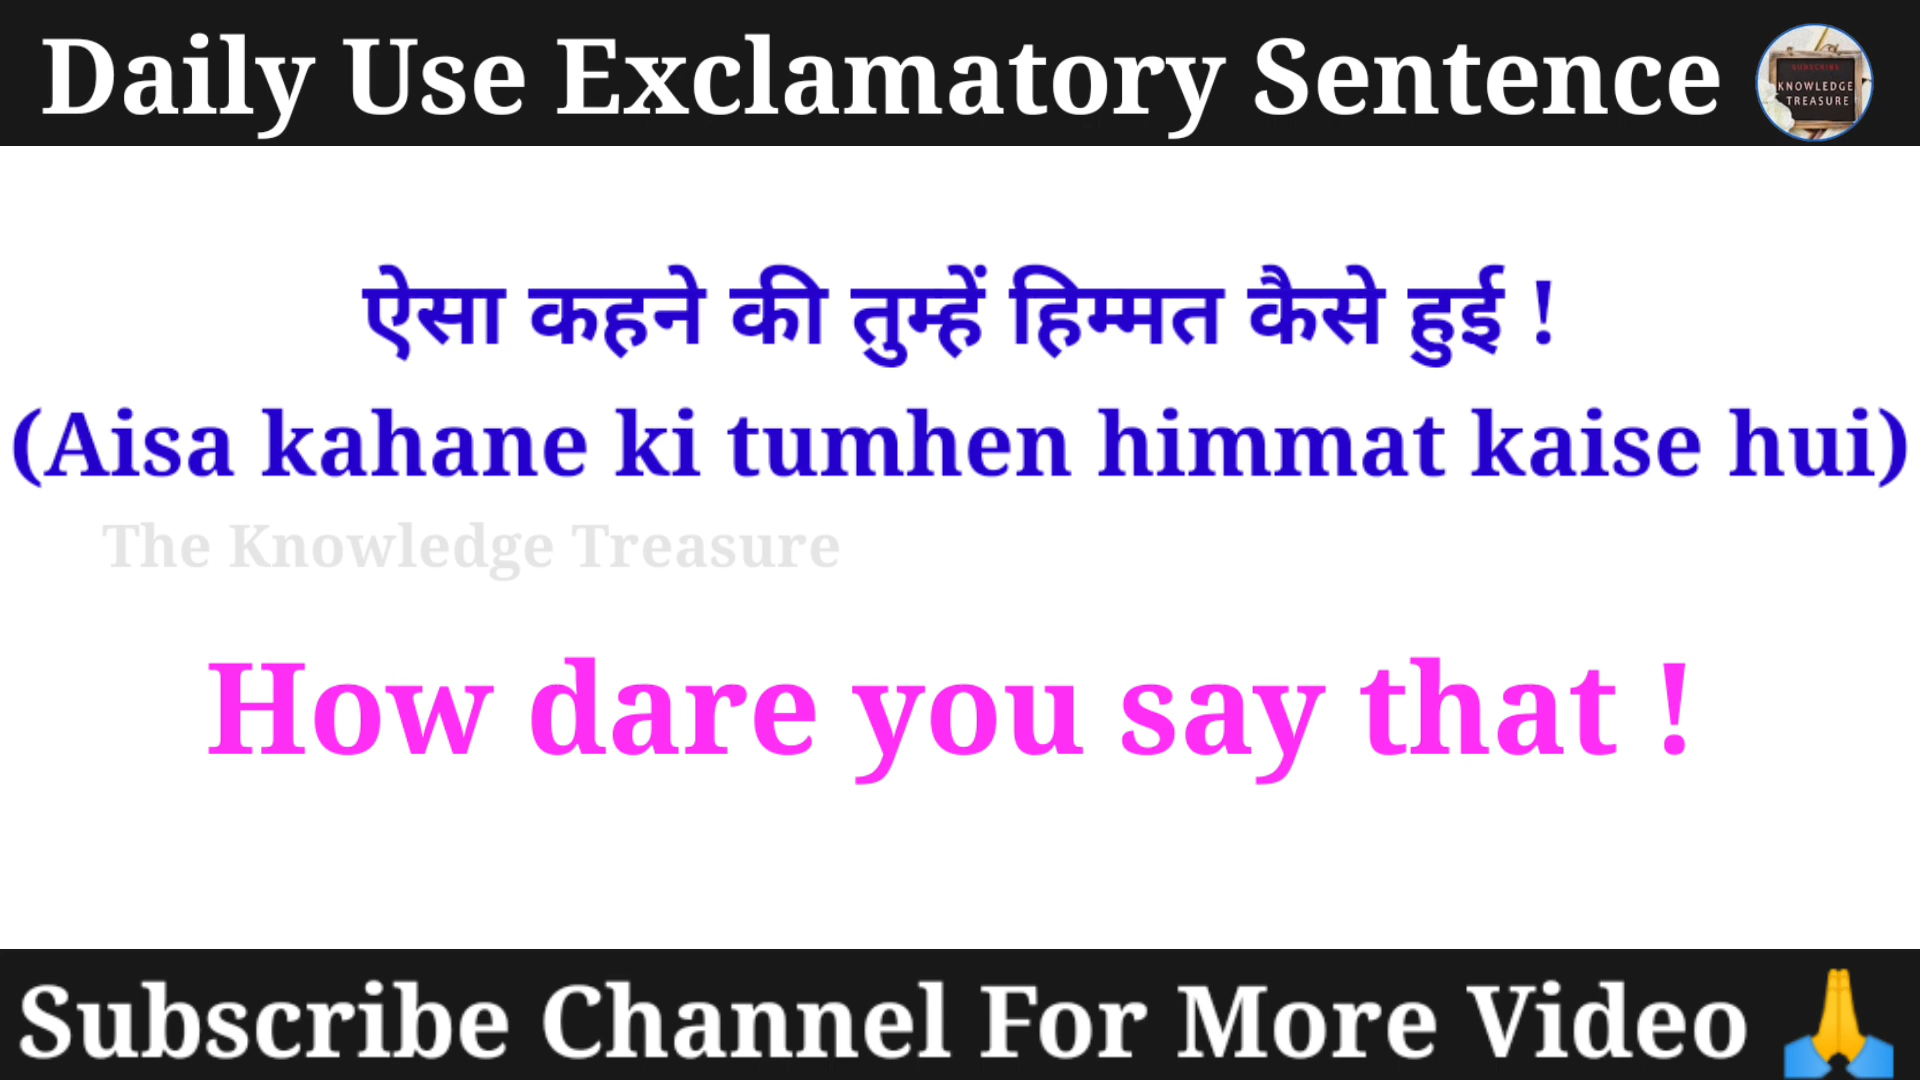 Daily Use Exclamatory Sentence
SUBSCRIBE
KNOWLEDGE
TREASURE
ऐसा कहने की तुम्हें हिम्मत कैसे हुई !
(Aisa kahane ki tumhen himmat kaise hui)
The Knowledge Treasure
How dare you say that !
Subscribe Channel For More Video 🙏